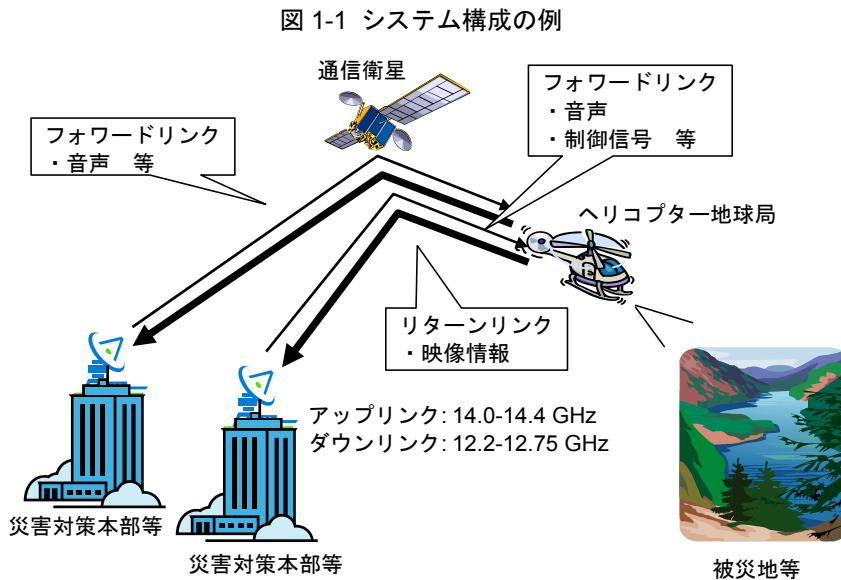 図 1-1 システム構成の例
通信衛星
フォワードリンク
・音声
・制御信号　等
フォワードリンク
・音声　等
ヘリコプター地球局
リターンリンク
・映像情報
アップリンク: 14.0-14.4 GHz
ダウンリンク: 12.2-12.75 GHz
災害対策本部等
災害対策本部等
被災地等